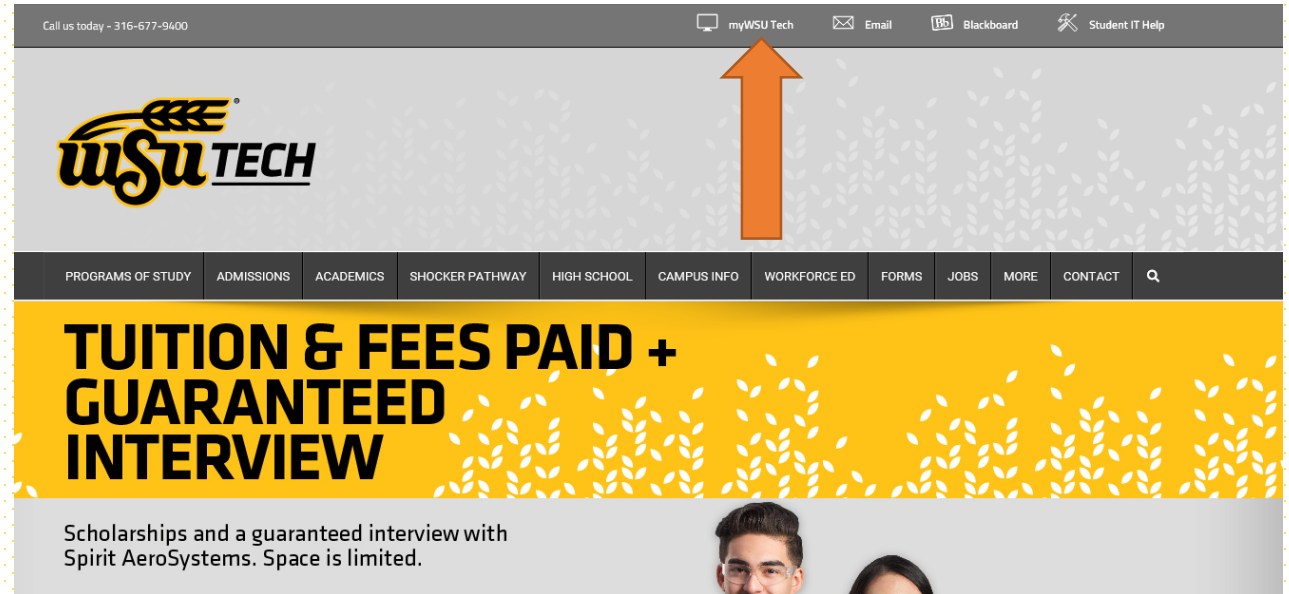 Call us today - 316-677-9400
myWSU Tech Email Bb Blackboard Student IT Help
WSU TECH®
PROGRAMS OF STUDY ADMISSIONS ACADEMICS SHOCKER PATHWAY HIGH SCHOOL CAMPUS INFO WORKFORCE ED FORMS JOBS MORE CONTACT
TUITION & FEES PAID +
GUARANTEED
INTERVIEW
Scholarships and a guaranteed interview with
Spirit AeroSystems. Space is limited.